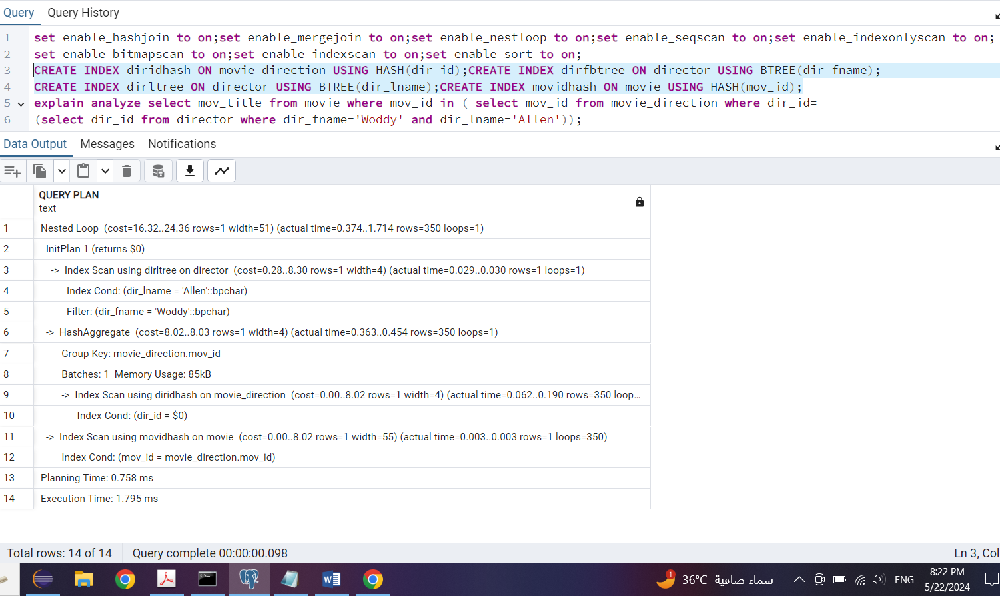 Query Query History
1 set enable_hashjoin to on;set enable_mergejoin to on;set enable_nestloop to on;set enable_seqscan to on;set enable_indexonlyscan to on;
2 set enable_bitmapscan to on;set enable_indexscan to on;set enable_sort to on;
3 CREATE INDEX diridhash ON movie_direction USING HASH(dir_id);CREATE INDEX dirfbtree ON director USING BTREE(dir_fname);
4 CREATE INDEX dirltree ON director USING BTREE(dir_lname);CREATE INDEX movidhash ON movie USING HASH(mov_id);
5 explain analyze select mov_title from movie where mov_id in ( select mov_id from movie_direction where dir_id=
6 (select dir_id from director where dir_fname='Woddy' and dir_lname='Allen'));
Data Output Messages Notifications
QUERY PLAN
text
1 Nested Loop (cost=16.32..24.36 rows=1 width=51) (actual time=0.374..1.714 rows=350 loops=1)
2 InitPlan 1 (returns $0)
3 -> Index Scan using dirltree on director (cost=0.28..8.30 rows=1 width=4) (actual time=0.029..0.030 rows=1 loops=1)
4 Index Cond: (dir_lname = 'Allen'::bpchar)
5 Filter: (dir_fname = 'Woddy'::bpchar)
6 -> HashAggregate (cost=8.02..8.03 rows=1 width=4) (actual time=0.363..0.454 rows=350 loops=1)
7 Group Key: movie_direction.mov_id
8 Batches: 1 Memory Usage: 85kB
9 -> Index Scan using diridhash on movie_direction (cost=0.00..8.02 rows=1 width=4) (actual time=0.062..0.190 rows=350 loop...
10 Index Cond: (dir_id = $0)
11 -> Index Scan using movidhash on movie (cost=0.00..8.02 rows=1 width=55) (actual time=0.003..0.003 rows=1 loops=350)
12 Index Cond: (mov_id = movie_direction.mov_id)
13 Planning Time: 0.758 ms
14 Execution Time: 1.795 ms
Total rows: 14 of 14 Query complete 00:00:00.098 Ln 3, Col
1 36°C سماء صافية ENG 8:22 PM
5/22/2024